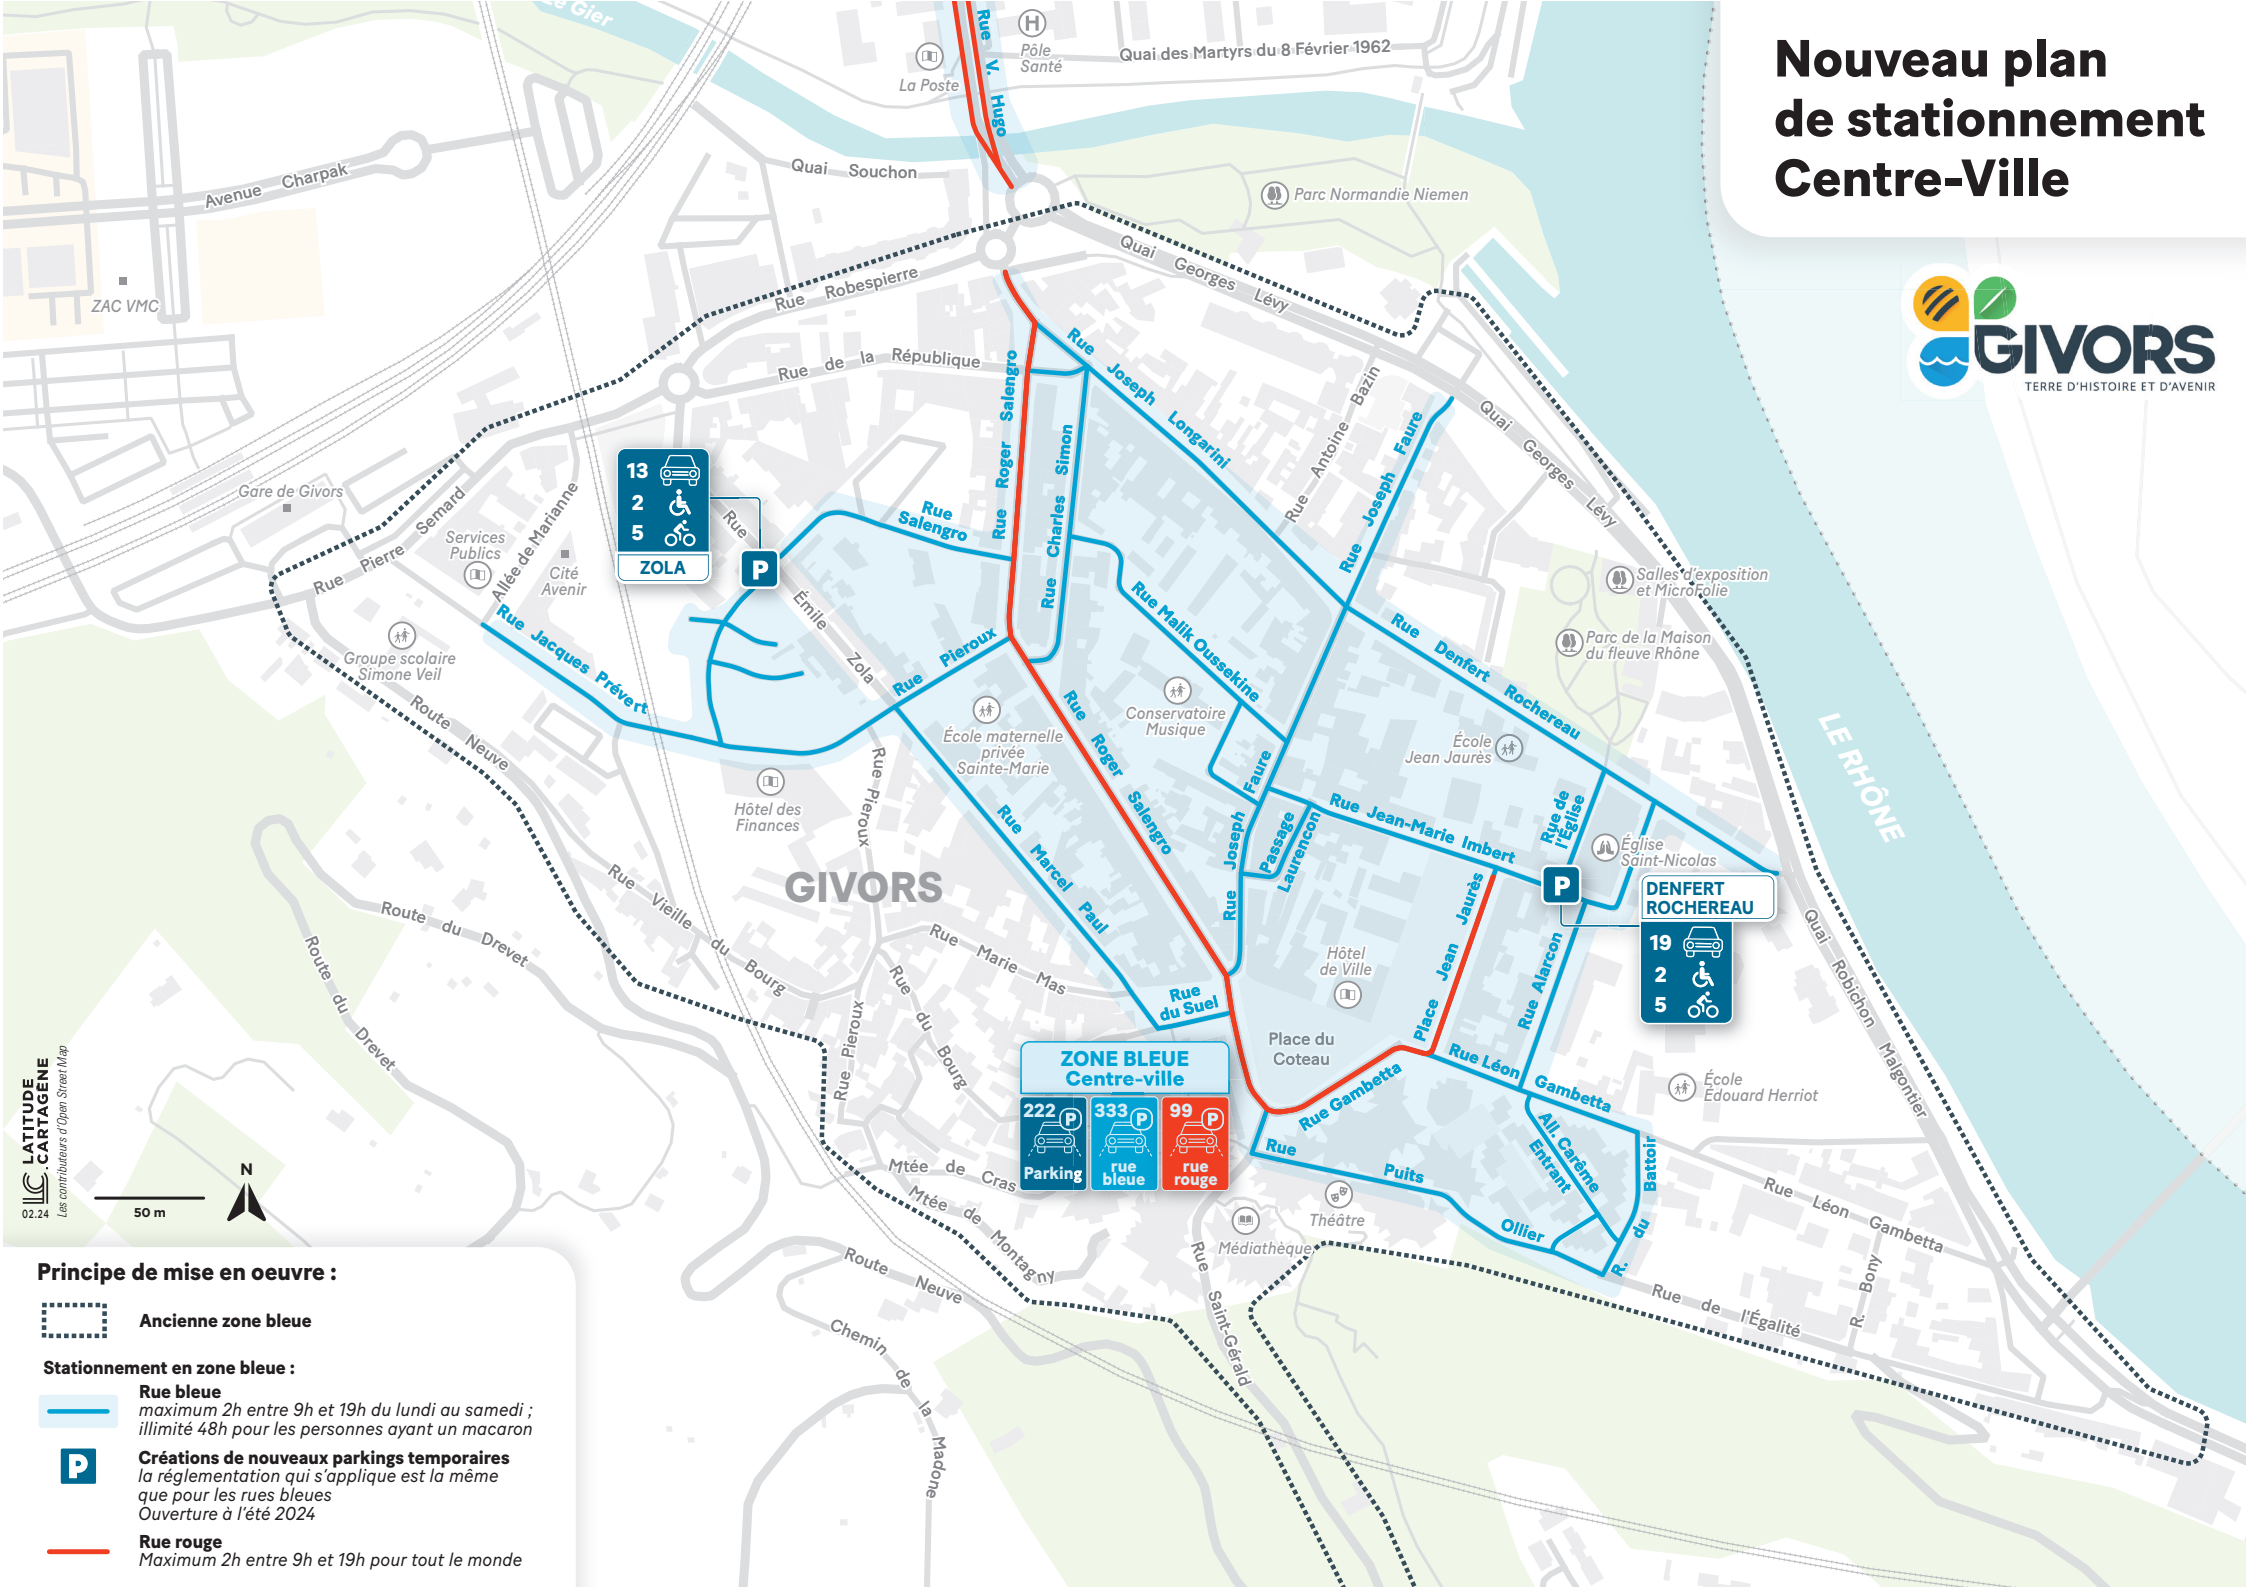 Nouveau plan
de stationnement
Centre-Ville
GIVORS
TERRE D'HISTOIRE ET D'AVENIR
Le Gier
Rue V. Hugo
La Poste
H
Pôle
Santé
Quai des Martyrs du 8 Février 1962
Quai Souchon
Avenue Charpak
Parc Normandie Niemen
ZAC VMC
Rue Robespierre
Quai Georges Lévy
Rue de la République
Rue Roger Salengro
Rue Joseph Longarini
Rue Antoine Bazin
Rue Joseph Faure
Quai Georges Lévy
Rue Charles Simon
Gare de Givors
Rue Pierre Semard
Services
Publics
Allée de Marianne
Cité
Avenir
13
2
5
ZOLA
P
Rue Émile Zola
Rue
Salengro
Rue Malik Oussekine
Salles d'exposition
et MicroFolie
Parc de la Maison
du fleuve Rhône
Rue Jacques Prévert
Groupe scolaire
Simone Veil
Route Neuve
Rue Pieroux
École maternelle
privée
Sainte-Marie
Conservatoire
Musique
Rue Denfert Rochereau
École
Jean Jaurès
LE RHÔNE
Hôtel des
Finances
Rue Pieroux
Rue Roger Salengro
Rue Marcel Paul
Rue Joseph Faure
Passage
Laurencon
Rue Jean-Marie Imbert
Rue de
l'Église
Église
Saint-Nicolas
P
DENFERT
ROCHEREAU
19
2
5
GIVORS
Rue Vieille du Bourg
Route du Drevet
Route du Drevet
Rue Marie Mas
Rue du Bourg
Rue Pieroux
Rue
du Suel
Hôtel
de Ville
Place du
Coteau
Place Jean Jaurès
Rue Alarcon
Quai Robichon Malgontier
ZONE BLEUE
Centre-ville
222 P
Parking
333 P
rue
bleue
99 P
rue
rouge
Rue Gambetta
Rue Léon Gambetta
École
Édouard Herriot
All. Carême
Entrant
R. du Battoir
Rue Puits Ollier
Théâtre
Médiathèque
Mtée de Cras
Mtée de Montagny
Rue Saint-Gérald
Route Neuve
Chemin de la Madone
Rue Léon Gambetta
R. Bony
Rue de l'Égalité
LATITUDE
CARTAGÈNE
02.24
Les contributeurs d'Open Street Map
50 m
N
Principe de mise en oeuvre :
Ancienne zone bleue
Stationnement en zone bleue :
Rue bleue
maximum 2h entre 9h et 19h du lundi au samedi ;
illimité 48h pour les personnes ayant un macaron
P
Créations de nouveaux parkings temporaires
la réglementation qui s'applique est la même
que pour les rues bleues
Ouverture à l'été 2024
Rue rouge
Maximum 2h entre 9h et 19h pour tout le monde